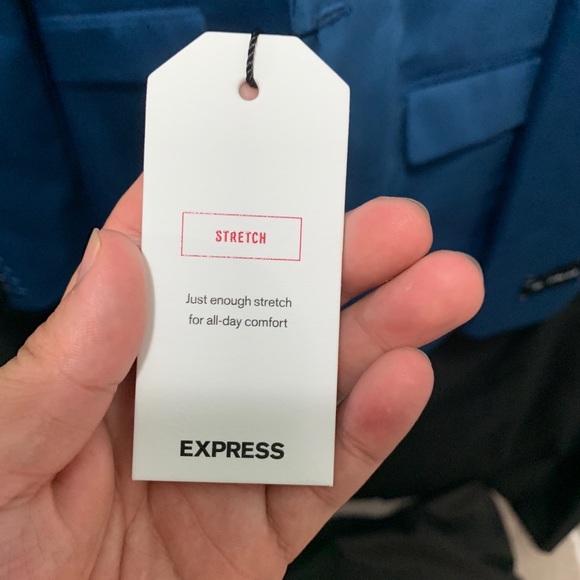 STRETCH
Just enough stretch
for all-day comfort
EXPRESS